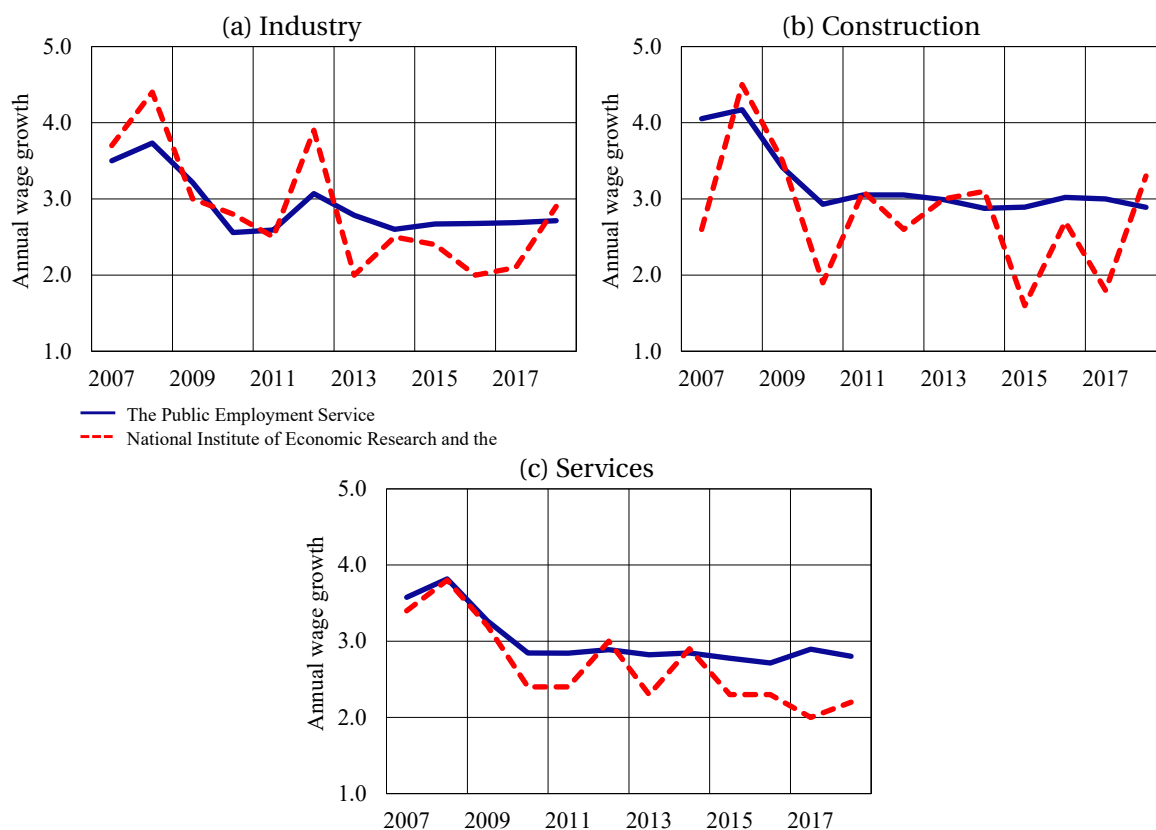 (a) Industry
Annual wage growth
5.0
4.0
3.0
2.0
1.0
2007 2009 2011 2013 2015 2017
(b) Construction
Annual wage growth
5.0
4.0
3.0
2.0
1.0
2007 2009 2011 2013 2015 2017
The Public Employment Service
National Institute of Economic Research and the
(c) Services
Annual wage growth
5.0
4.0
3.0
2.0
1.0
2007 2009 2011 2013 2015 2017